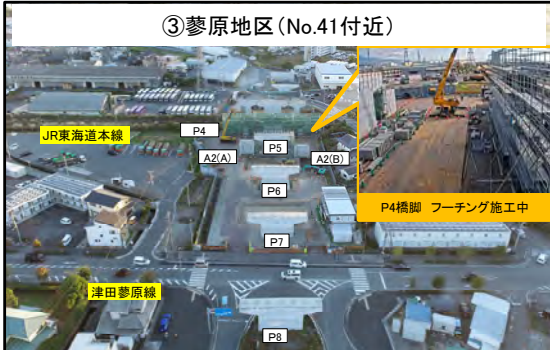 ③蓼原地区（No.41付近）
JR東海道本線
P4
P5
A2(A)
A2(B)
P6
P4橋脚　フーチング施工中
P7
津田蓼原線
P8